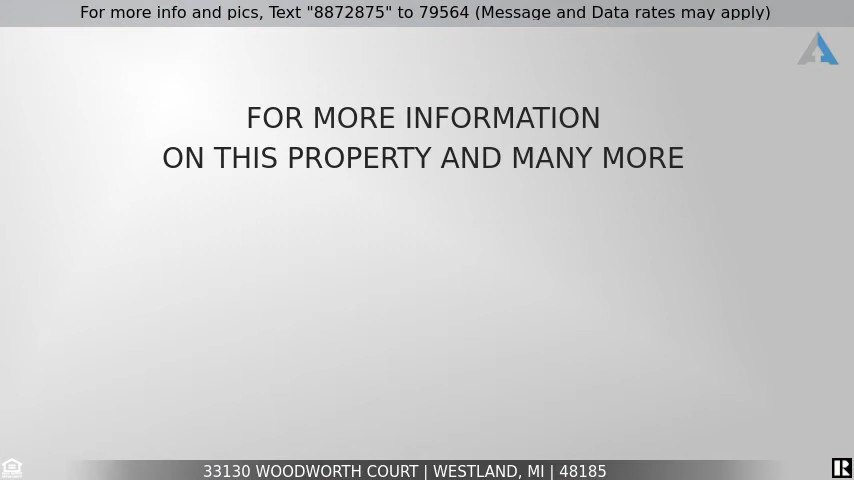 For more info and pics, Text "8872875" to 79564 (Message and Data rates may apply)
FOR MORE INFORMATION
ON THIS PROPERTY AND MANY MORE
33130 WOODWORTH COURT | WESTLAND, MI | 48185